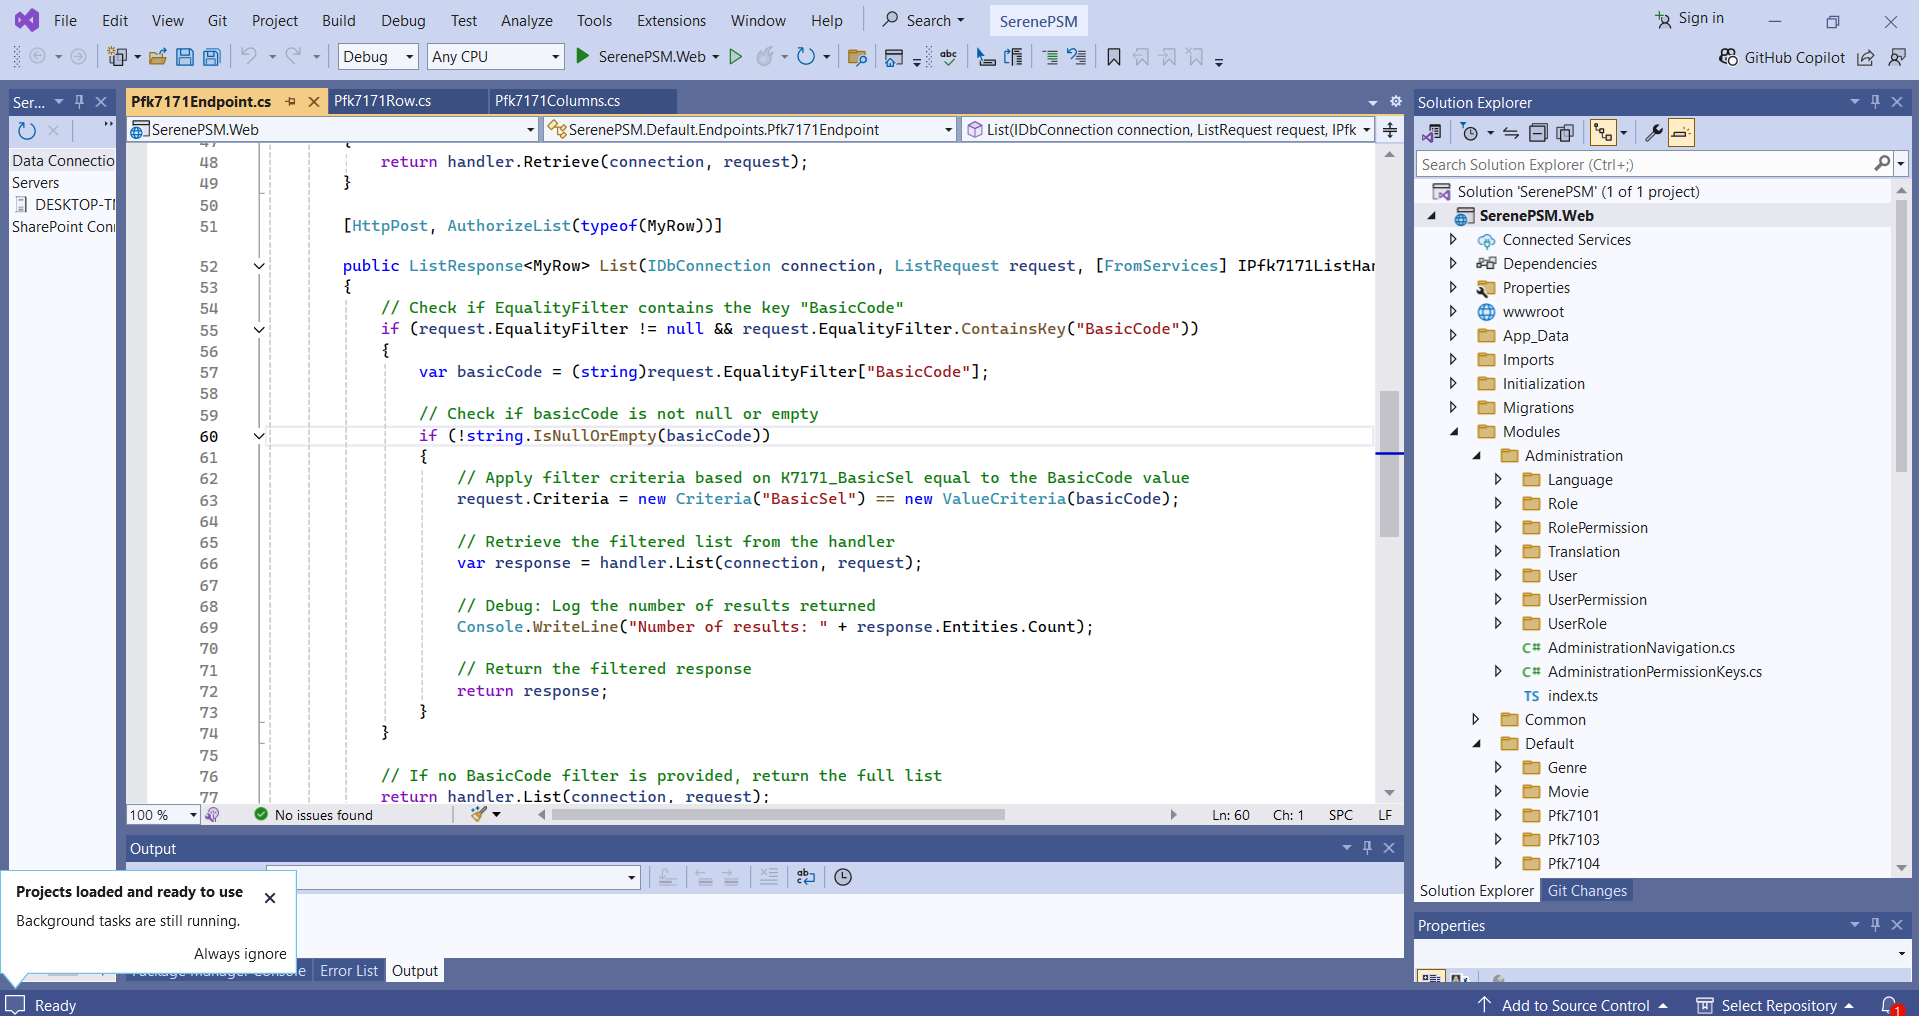 File Edit View Git Project Build Debug Test Analyze Tools Extensions Window Help Search SerenePSM Sign in
Debug Any CPU SerenePSM.Web GitHub Copilot
Ser...
Data Connectio
Servers
DESKTOP-T
SharePoint Con
Pfk7171Endpoint.cs Pfk7171Row.cs Pfk7171Columns.cs
SerenePSM.Web SerenePSM.Default.Endpoints.Pfk7171Endpoint List(IDbConnection connection, ListRequest request, IPfk
47 {
48 return handler.Retrieve(connection, request);
49 }
50
51 [HttpPost, AuthorizeList(typeof(MyRow))]
52 public ListResponse<MyRow> List(IDbConnection connection, ListRequest request, [FromServices] IPfk7171ListHan
53 {
54 // Check if EqualityFilter contains the key "BasicCode"
55 if (request.EqualityFilter != null && request.EqualityFilter.ContainsKey("BasicCode"))
56 {
57 var basicCode = (string)request.EqualityFilter["BasicCode"];
58
59 // Check if basicCode is not null or empty
60 if (!string.IsNullOrEmpty(basicCode))
61 {
62 // Apply filter criteria based on K7171_BasicSel equal to the BasicCode value
63 request.Criteria = new Criteria("BasicSel") == new ValueCriteria(basicCode);
64
65 // Retrieve the filtered list from the handler
66 var response = handler.List(connection, request);
67
68 // Debug: Log the number of results returned
69 Console.WriteLine("Number of results: " + response.Entities.Count);
70
71 // Return the filtered response
72 return response;
73 }
74 }
75
76 // If no BasicCode filter is provided, return the full list
77 return handler.List(connection, request);
100 % No issues found Ln: 60 Ch: 1 SPC LF
Output
Projects loaded and ready to use
Background tasks are still running.
Always ignore
Package Manager Console Error List Output
Solution Explorer
Search Solution Explorer (Ctrl+;)
Solution 'SerenePSM' (1 of 1 project)
SerenePSM.Web
Connected Services
Dependencies
Properties
wwwroot
App_Data
Imports
Initialization
Migrations
Modules
Administration
Language
Role
RolePermission
Translation
User
UserPermission
UserRole
C# AdministrationNavigation.cs
C# AdministrationPermissionKeys.cs
TS index.ts
Common
Default
Genre
Movie
Pfk7101
Pfk7103
Pfk7104
Solution Explorer Git Changes
Properties
Ready Add to Source Control Select Repository 1